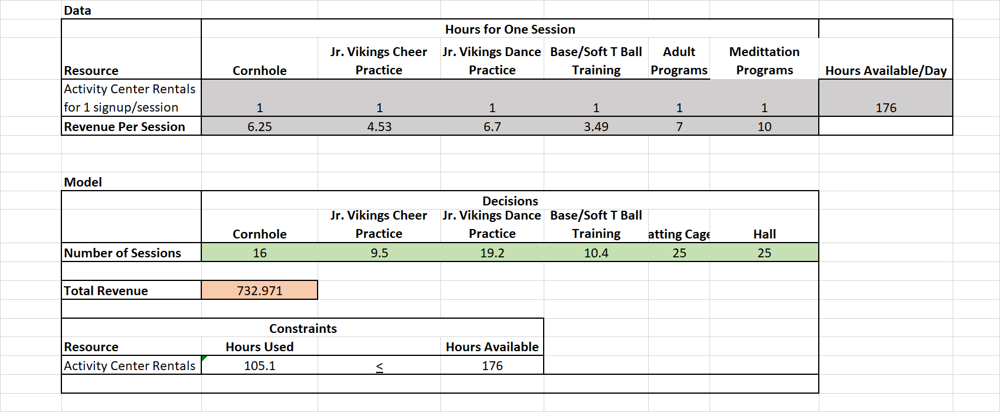 Data
Hours for One Session
Resource Cornhole Jr. Vikings Cheer Practice Jr. Vikings Dance Practice Base/Soft T Ball Training Adult Programs Medittation Programs Hours Available/Day
Activity Center Rentals for 1 signup/session 1 1 1 1 1 1 176
Revenue Per Session 6.25 4.53 6.7 3.49 7 10
Model
Decisions
Cornhole Jr. Vikings Cheer Practice Jr. Vikings Dance Practice Base/Soft T Ball Training atting Cage Hall
Number of Sessions 16 9.5 19.2 10.4 25 25
Total Revenue 732.971
Constraints
Resource Hours Used Hours Available
Activity Center Rentals 105.1 ≤ 176